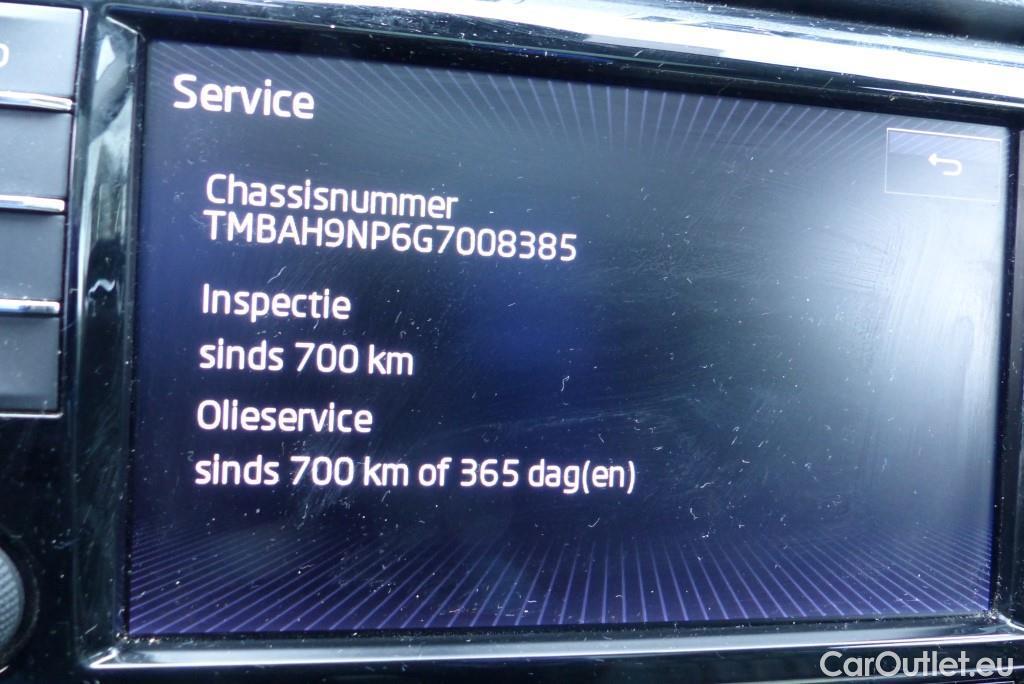 Service
Chassisnummer
TMBAH9NP6G7008385
Inspectie
sinds 700 km
Olieservice
sinds 700 km of 365 dag(en)
CarOutlet.eu